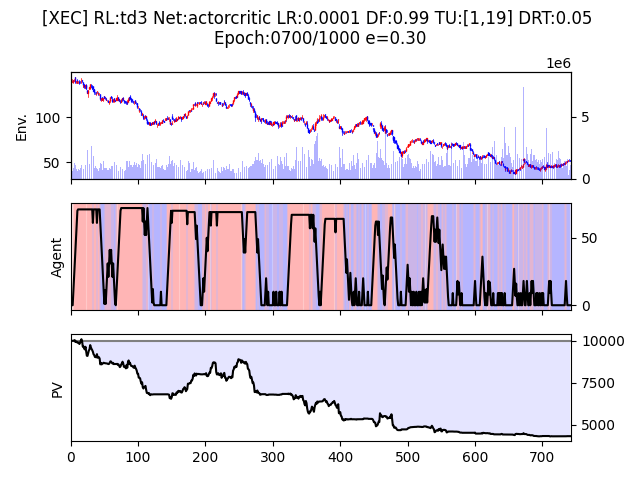 [XEC] RL:td3 Net:actorcritic LR:0.0001 DF:0.99 TU:[1,19] DRT:0.05
Epoch:0700/1000 e=0.30
1e6
Env.
100
50
5
0
Agent
50
0
PV
10000
7500
5000
0 100 200 300 400 500 600 700